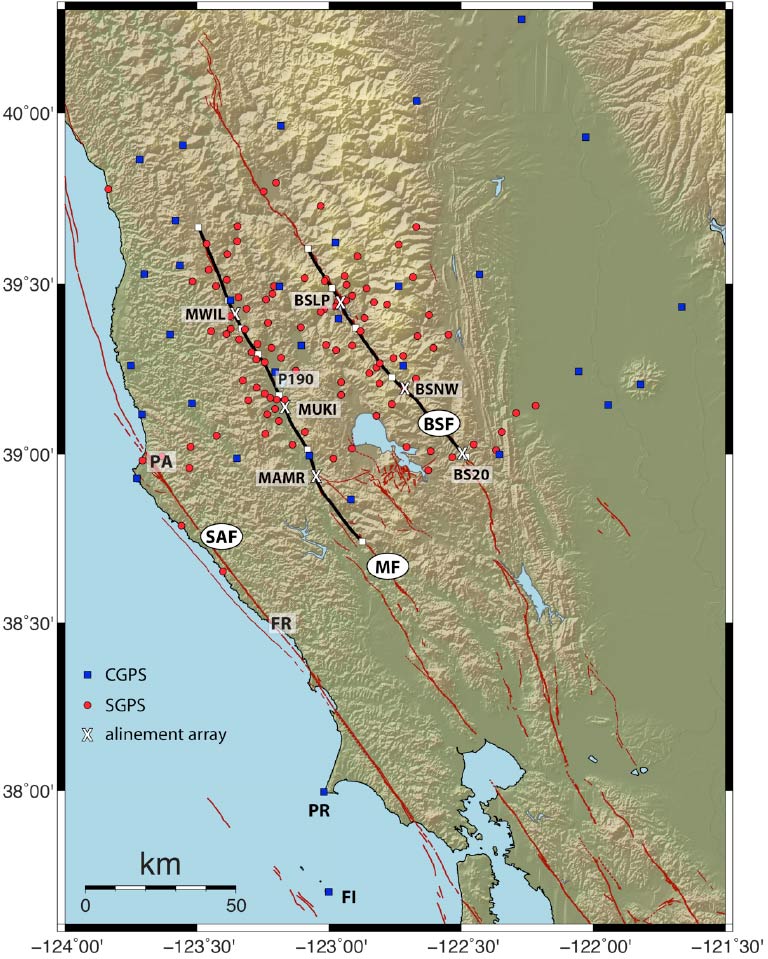 40°00'
39°30'
MWIL
BSLP
P190
BSNW
MUKI
BSF
39°00'
PA
MAMR
BS20
SAF
MF
38°30'
FR
CGPS
SGPS
X alinement array
38°00'
PR
km
0 50
FI
−124°00' −123°30' −123°00' −122°30' −122°00' −121°30'